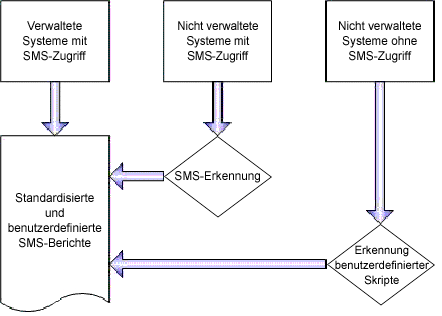 Verwaltete
Systeme mit
SMS-Zugriff
Nicht verwaltete
Systeme mit
SMS-Zugriff
Nicht verwaltete
Systeme ohne
SMS-Zugriff
SMS-Erkennung
Standardisierte
und
benutzerdefinierte
SMS-Berichte
Erkennung
benutzerdefinierter
Skripte